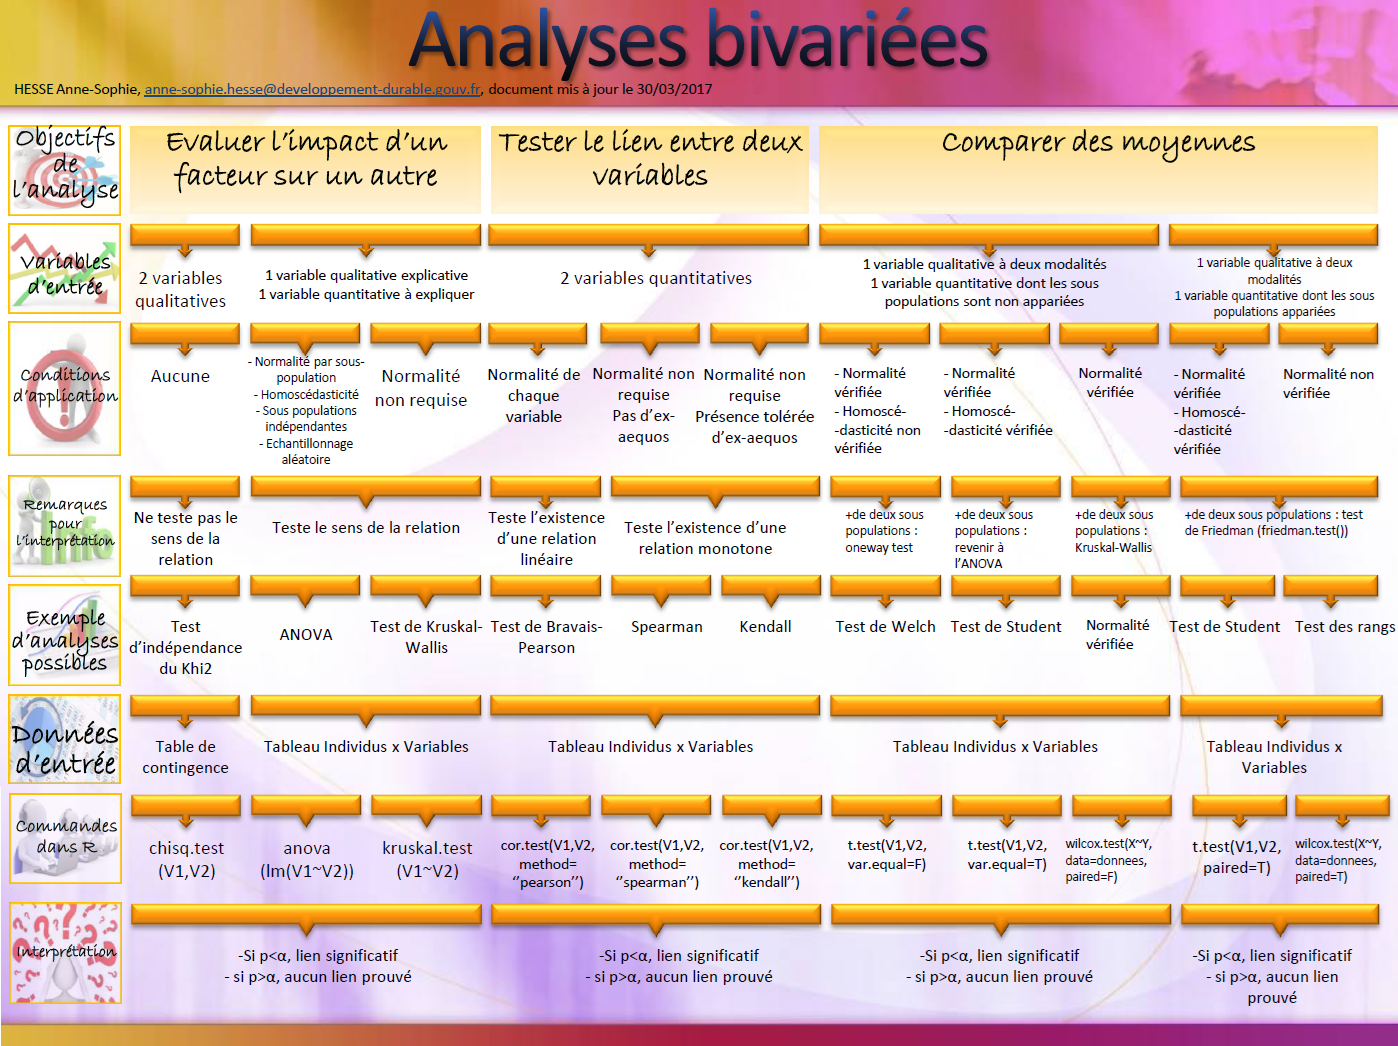 Analyses bivariées
HESSE Anne-Sophie, anne-sophie.hesse@developpement-durable.gouv.fr, document mis à jour le 30/03/2017
Objectifs
de
l'analyse
Evaluer l'impact d'un
facteur sur un autre
Tester le lien entre deux
variables
Comparer des moyennes
Variables
d'entrée
2 variables
qualitatives
1 variable qualitative explicative
1 variable quantitative à expliquer
2 variables quantitatives
1 variable qualitative à deux modalités
1 variable quantitative dont les sous
populations sont non appariées
1 variable qualitative à deux
modalités
1 variable quantitative dont les sous
populations appariées
Conditions
d'application
Aucune
- Normalité par sous-
population
- Homoscédasticité
- Sous populations
indépendantes
- Echantillonnage
aléatoire
Normalité
non requise
Normalité de
chaque
variable
Normalité non
requise
Pas d'ex-
aequos
Normalité non
requise
Présence tolérée
d'ex-aequos
- Normalité
vérifiée
- Homoscé-
-dasticité non
vérifiée
- Normalité
vérifiée
- Homoscé-
-dasticité vérifiée
Normalité
vérifiée
- Normalité
vérifiée
- Homoscé-
-dasticité
vérifiée
Normalité non
vérifiée
Remarques
pour
l'interprétation
Ne teste pas le
sens de la
relation
Teste le sens de la relation
Teste l'existence
d'une relation
linéaire
Teste l'existence d'une
relation monotone
+de deux sous
populations :
oneway test
+de deux sous
populations :
revenir à
l'ANOVA
+de deux sous
populations :
Kruskal-Wallis
+de deux sous populations : test
de Friedman (friedman.test())
Exemple
d'analyses
possibles
Test
d'indépendance
du Khi2
ANOVA
Test de Kruskal-
Wallis
Test de Bravais-
Pearson
Spearman
Kendall
Test de Welch
Test de Student
Normalité
vérifiée
Test de Student
Test des rangs
Données
d'entrée
Table de
contingence
Tableau Individus x Variables
Tableau Individus x Variables
Tableau Individus x Variables
Tableau Individus x
Variables
Commandes
dans R
chisq.test
(V1,V2)
anova
(lm(V1~V2))
kruskal.test
(V1~V2)
cor.test(V1,V2,
method=
‘'pearson’')
cor.test(V1,V2,
method=
‘'spearman’')
cor.test(V1,V2,
method=
‘'kendall’')
t.test(V1,V2,
var.equal=F)
t.test(V1,V2,
var.equal=T)
wilcox.test(X~Y,
data=donnees,
paired=F)
t.test(V1,V2,
paired=T)
wilcox.test(X~Y,
data=donnees,
paired=T)
Interprétation
-Si p<α, lien significatif
- si p>α, aucun lien prouvé
-Si p<α, lien significatif
- si p>α, aucun lien prouvé
-Si p<α, lien significatif
- si p>α, aucun lien prouvé
-Si p<α, lien significatif
- si p>α, aucun lien
prouvé